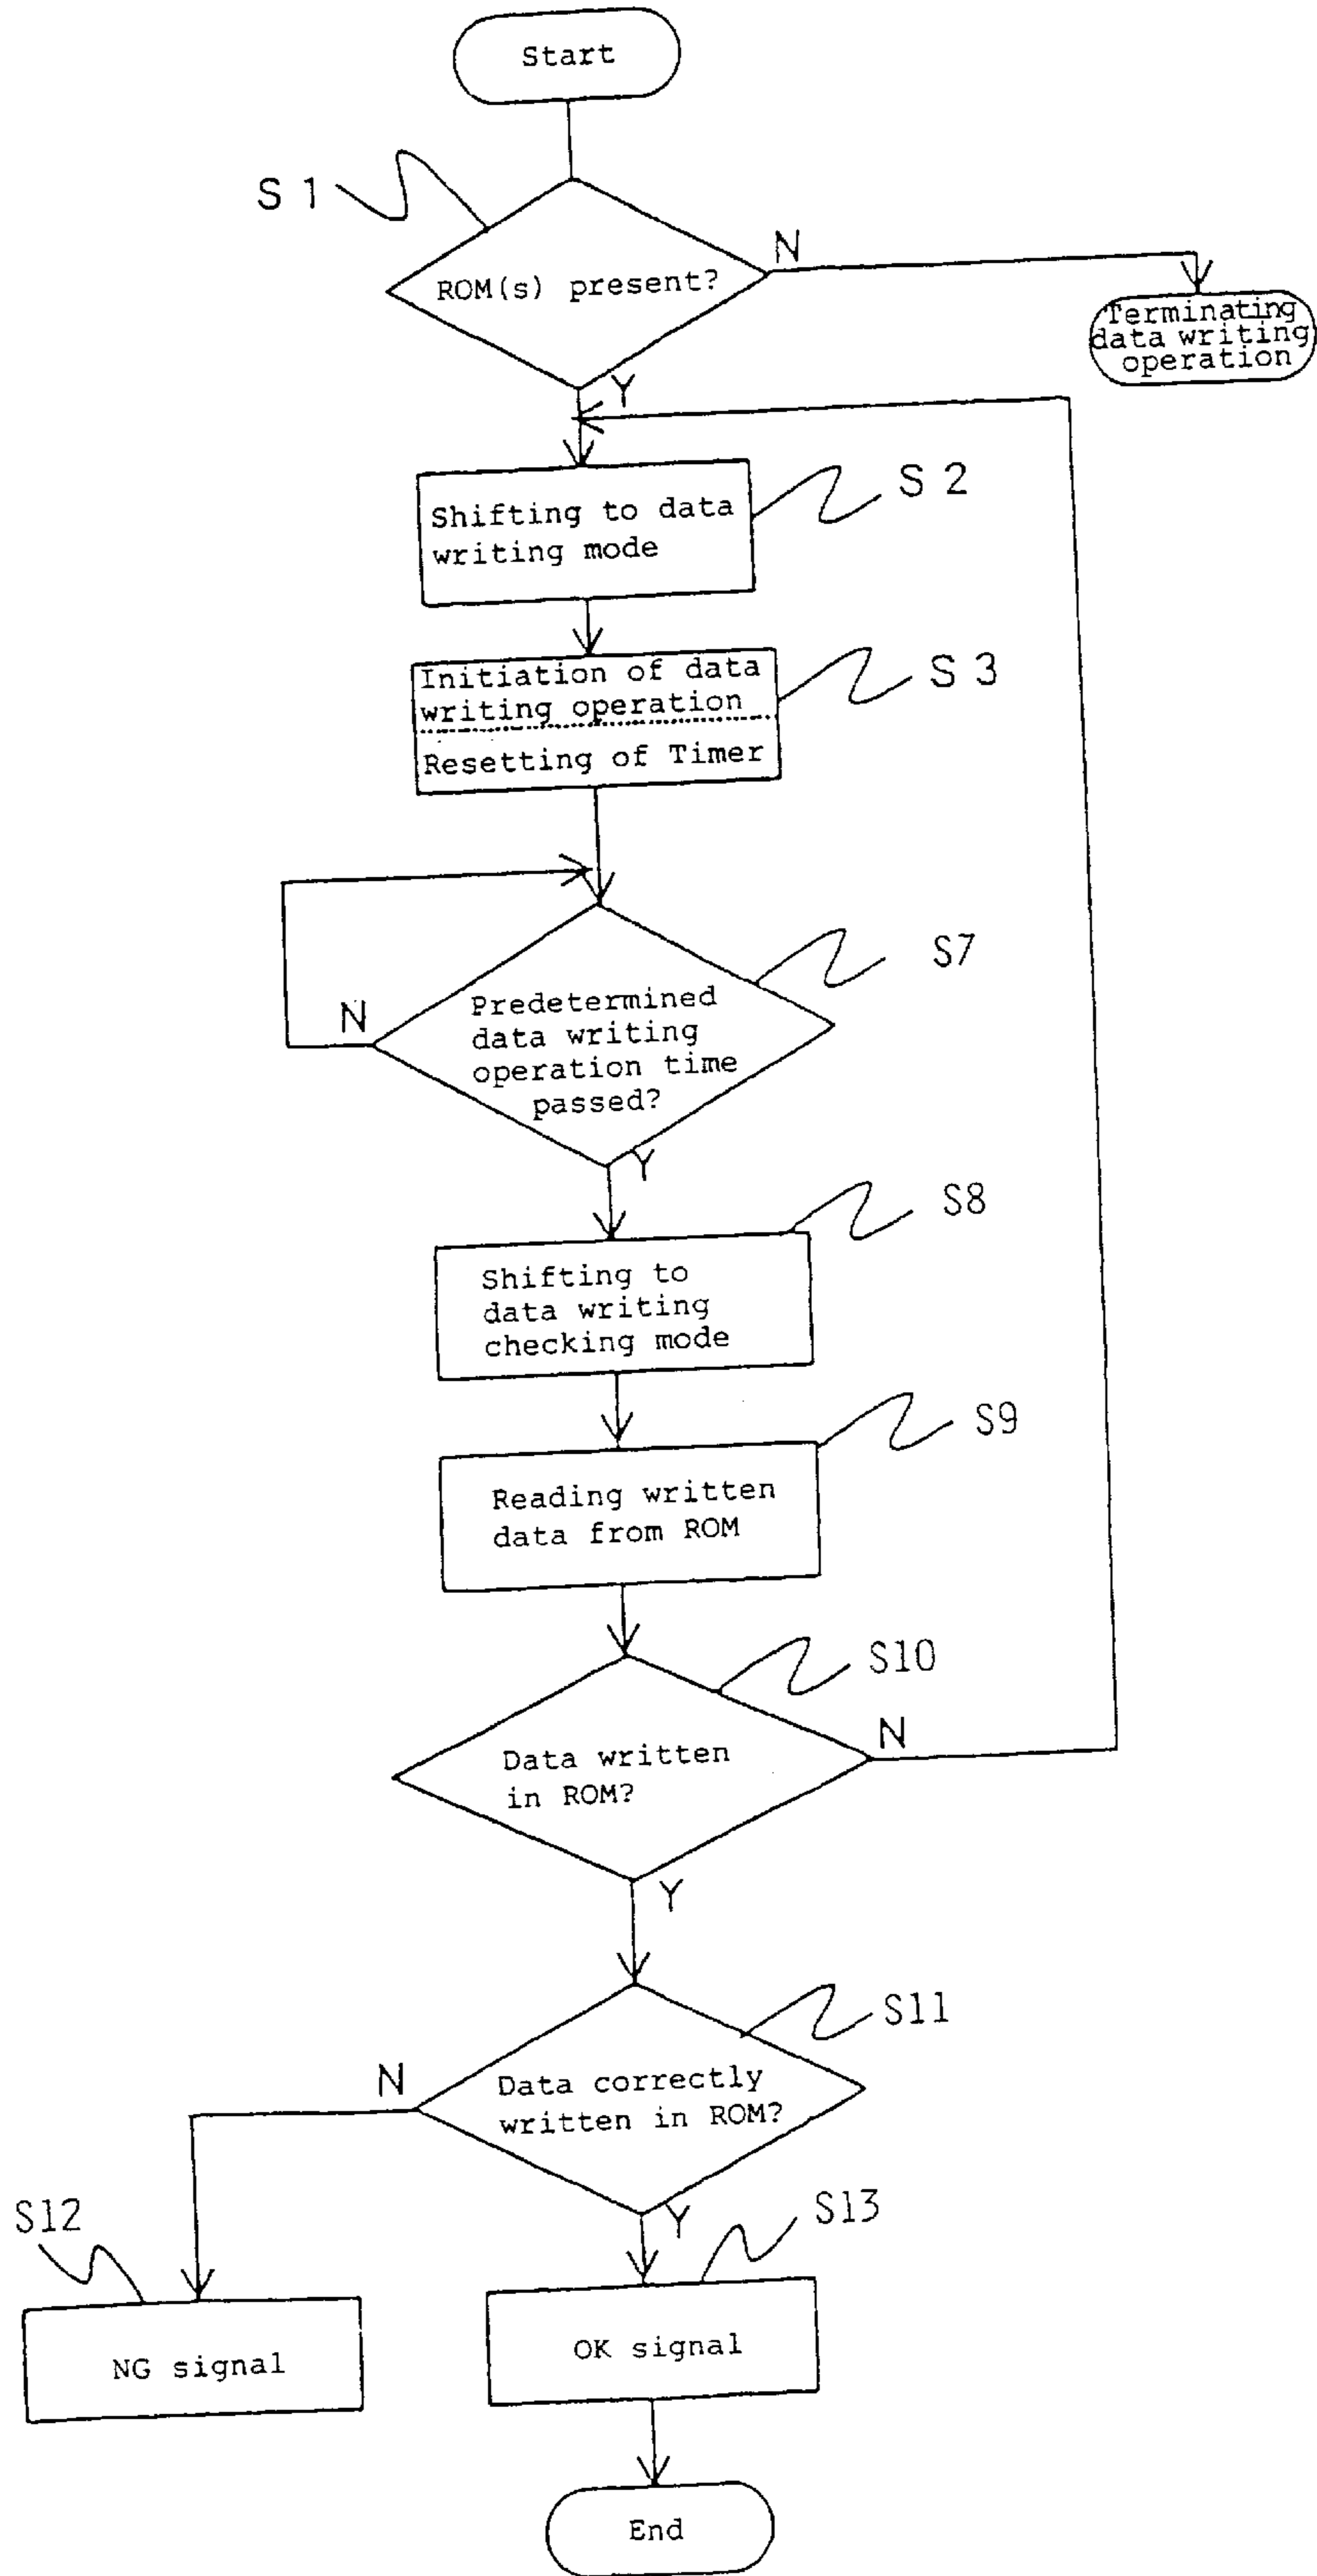 Start
S 1
ROM(s) present?
N
Terminating
data writing
operation
Y
Shifting to data
writing mode
S 2
Initiation of data
writing operation
Resetting of Timer
S 3
S7
N
Predetermined
data writing
operation time
passed?
Y
S8
Shifting to
data writing
checking mode
S9
Reading written
data from ROM
S10
N
Data written
in ROM?
Y
S11
N
Data correctly
written in ROM?
Y
S12
S13
NG signal
OK signal
End